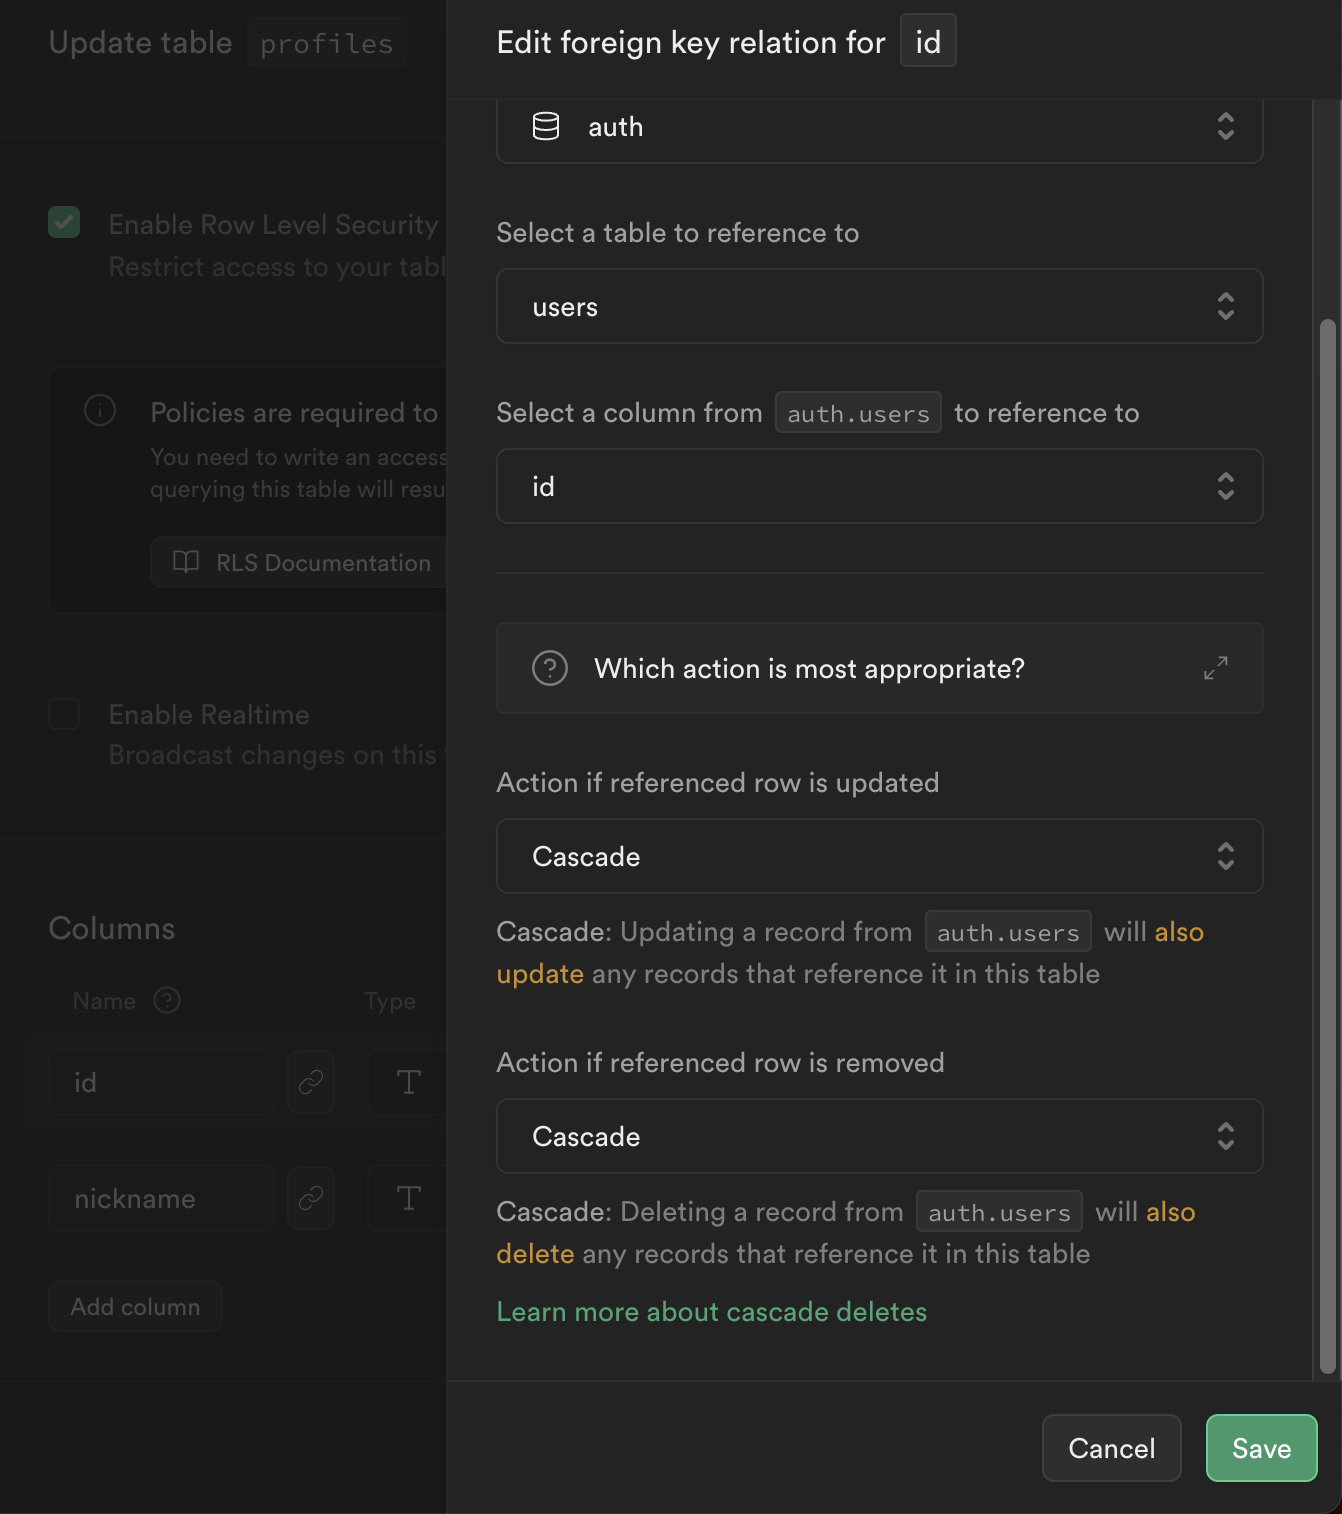 Update table profiles
Enable Row Level Security
Restrict access to your tabl
Policies are required to
You need to write an access
querying this table will resu
RLS Documentation
Enable Realtime
Broadcast changes on this
Columns
Name
Type
id
T
nickname
T
Add column
Edit foreign key relation for id
auth
Select a table to reference to
users
Select a column from auth.users to reference to
id
Which action is most appropriate?
Action if referenced row is updated
Cascade
Cascade: Updating a record from auth.users will also
update any records that reference it in this table
Action if referenced row is removed
Cascade
Cascade: Deleting a record from auth.users will also
delete any records that reference it in this table
Learn more about cascade deletes
Cancel
Save